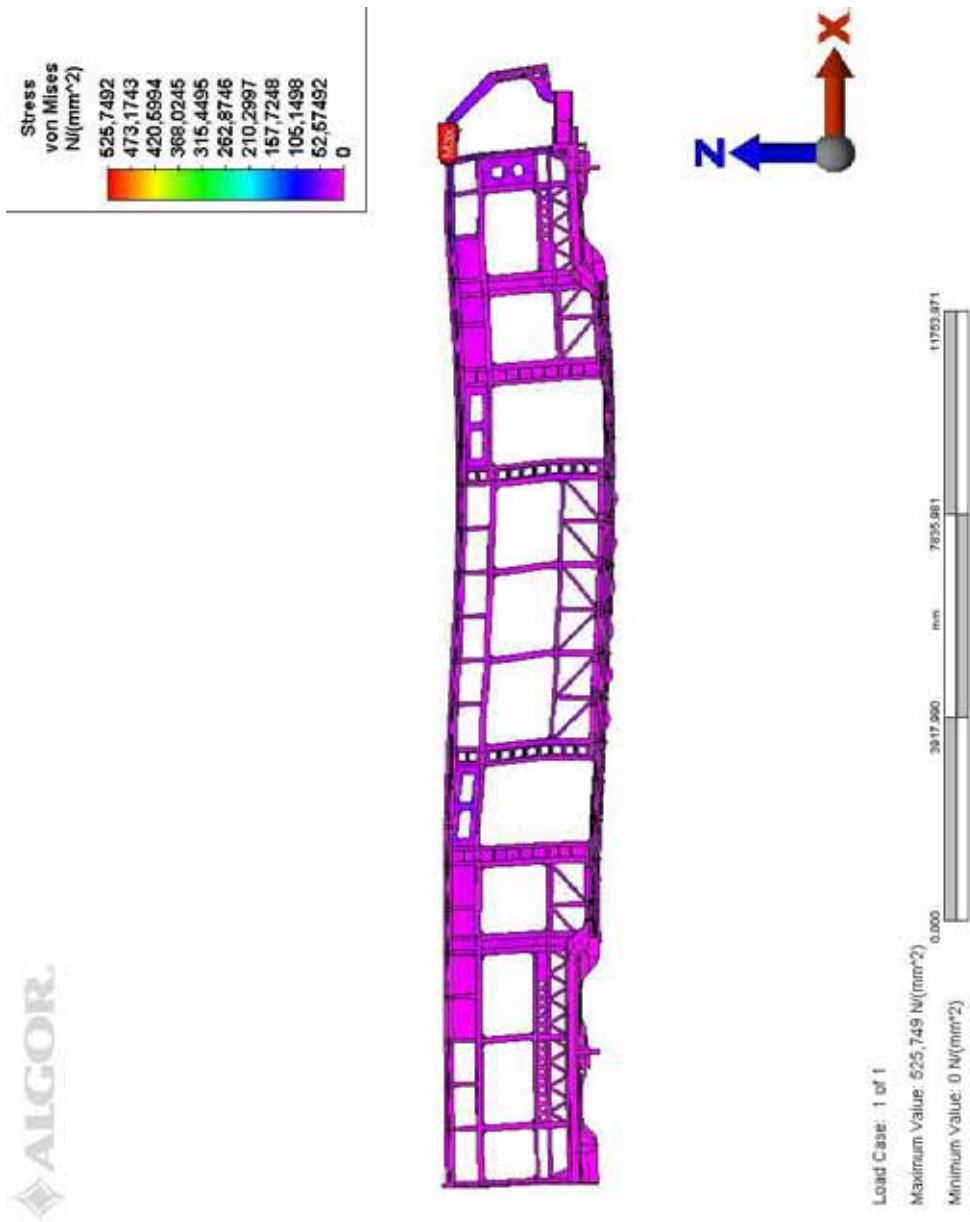 ALGOR.
Stress
von Mises
N/(mm^2)
525,7492
473,1743
420,5994
368,0245
315,4495
262,8746
210,2997
157,7248
105,1498
52,57492
0
Max
Z
X
0.000
3917,990
mm
7835,981
11753,971
Load Case: 1 of 1
Maximum Value: 525,749 N/(mm^2)
Minimum Value: 0 N/(mm^2)